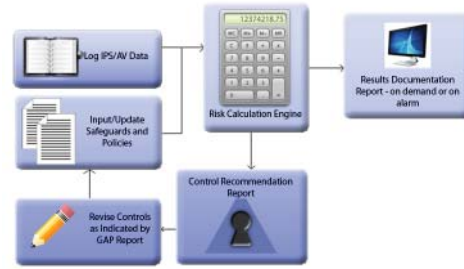 Log IPS/AV Data
12374218.75
Risk Calculation Engine
Results Documentation
Report - on demand or on
alarm
Input/Update
Safeguards and
Policies
Control Recommendation
Report
Revise Controls
as Indicated by
GAP Report